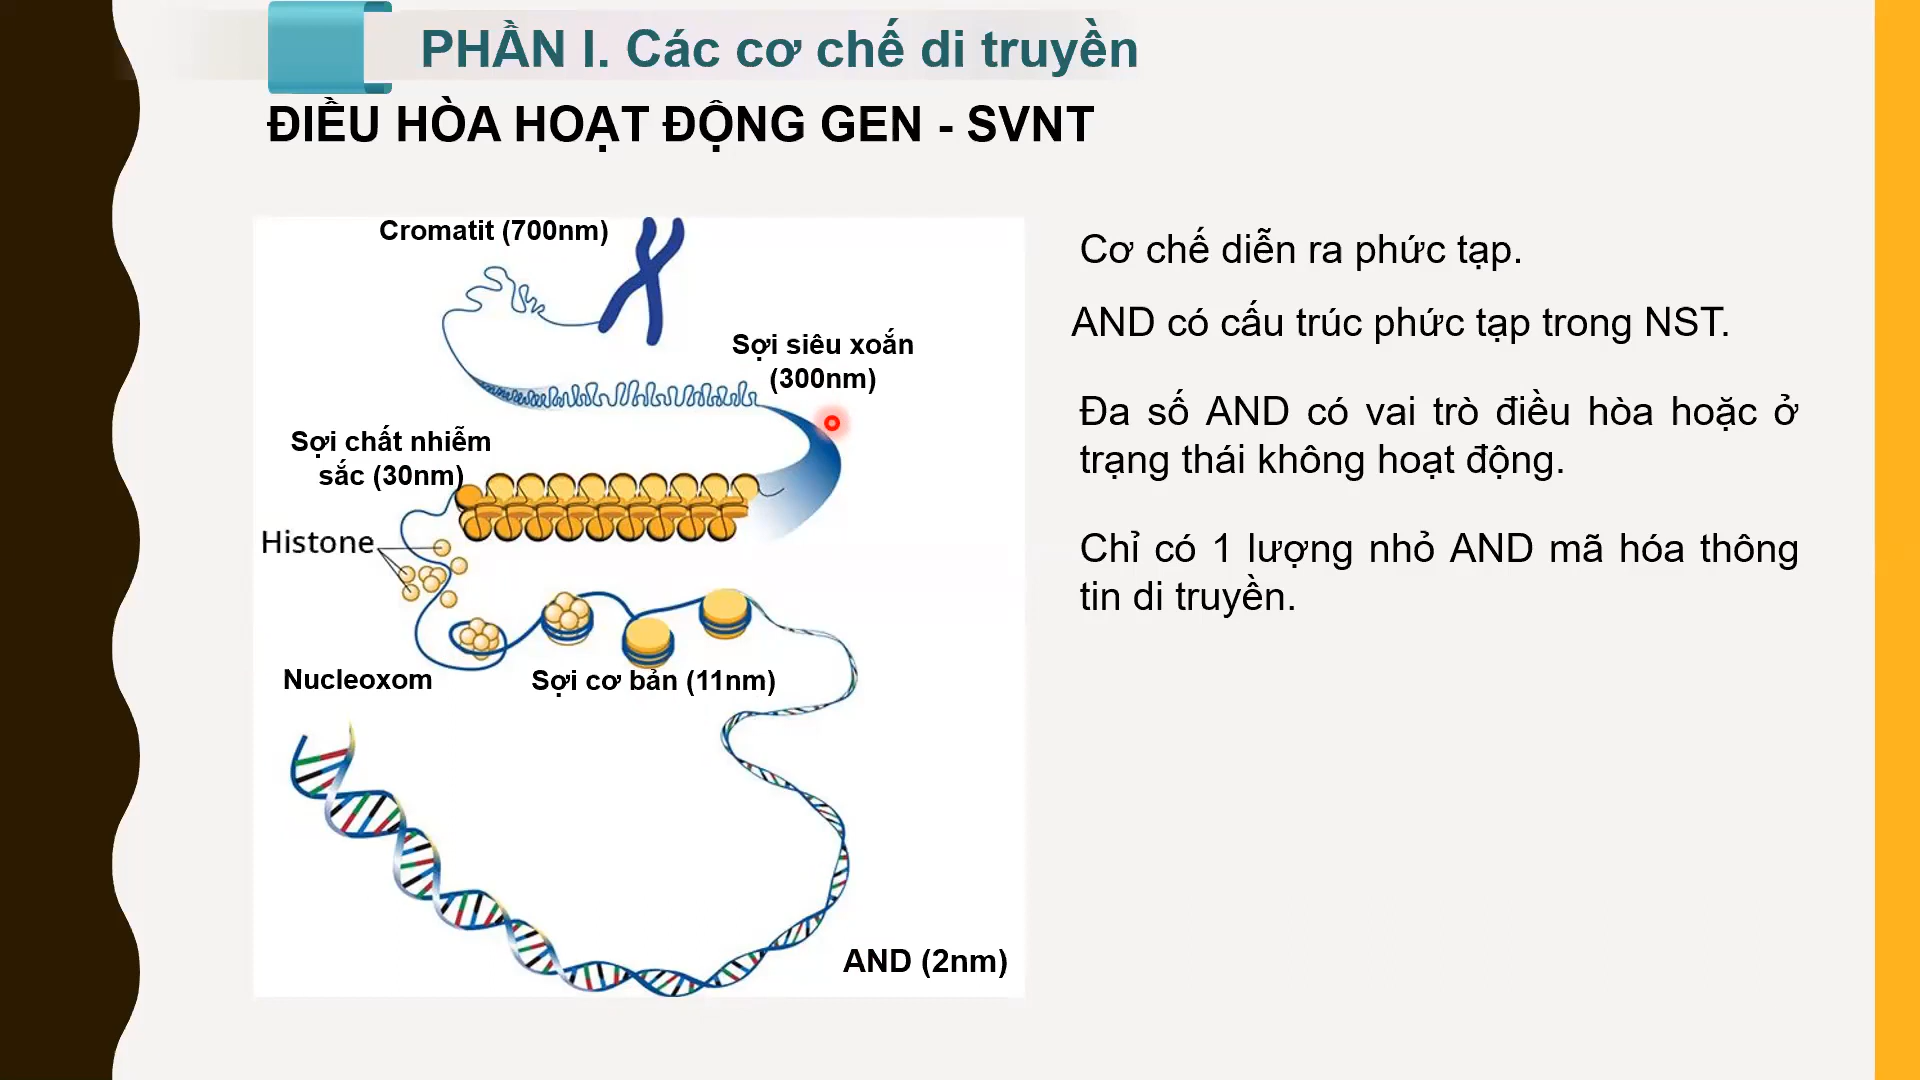 PHẦN I. Các cơ chế di truyền
ĐIỀU HÒA HOẠT ĐỘNG GEN - SVNT
Cromatit (700nm)
Sợi siêu xoắn
(300nm)
Sợi chất nhiễm
sắc (30nm)
Histone
Nucleoxom
Sợi cơ bản (11nm)
AND (2nm)
Cơ chế diễn ra phức tạp.
AND có cấu trúc phức tạp trong NST.
Đa số AND có vai trò điều hòa hoặc ở
trạng thái không hoạt động.
Chỉ có 1 lượng nhỏ AND mã hóa thông
tin di truyền.